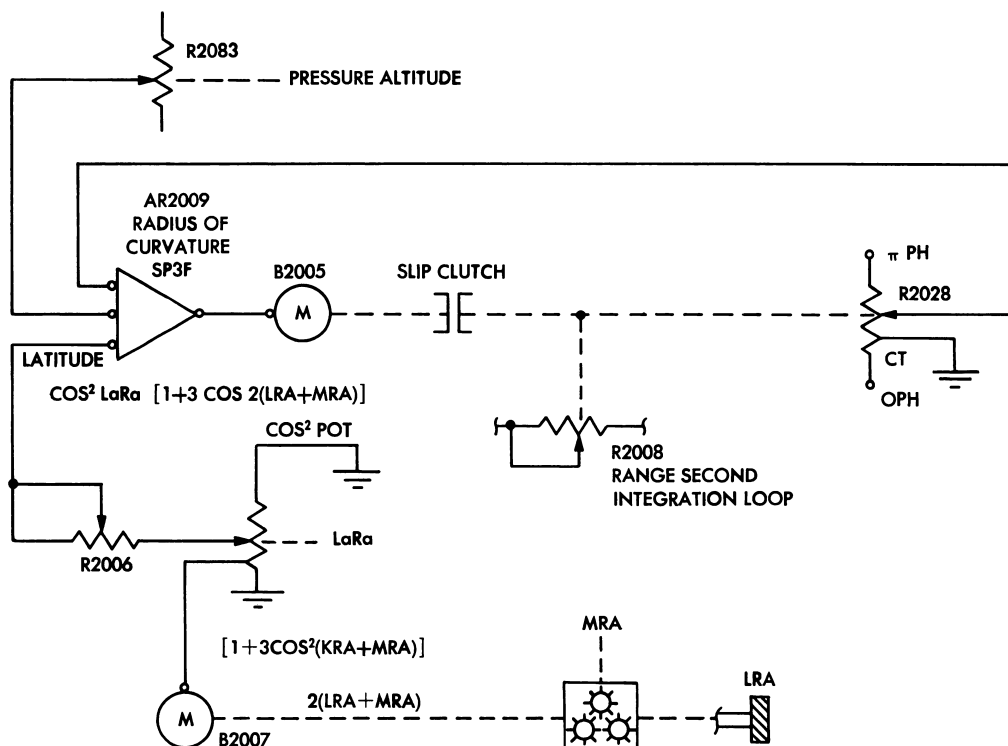 R2083
PRESSURE ALTITUDE
AR2009
RADIUS OF
CURVATURE
SP3F
B2005
M
SLIP CLUTCH
π PH
R2028
CT
OPH
LATITUDE
COS² LaRa [1+3 COS 2(LRA+MRA)]
COS² POT
R2008
RANGE SECOND
INTEGRATION LOOP
LaRa
R2006
[1+3COS²(KRA+MRA)]
MRA
LRA
2(LRA+MRA)
M
B2007